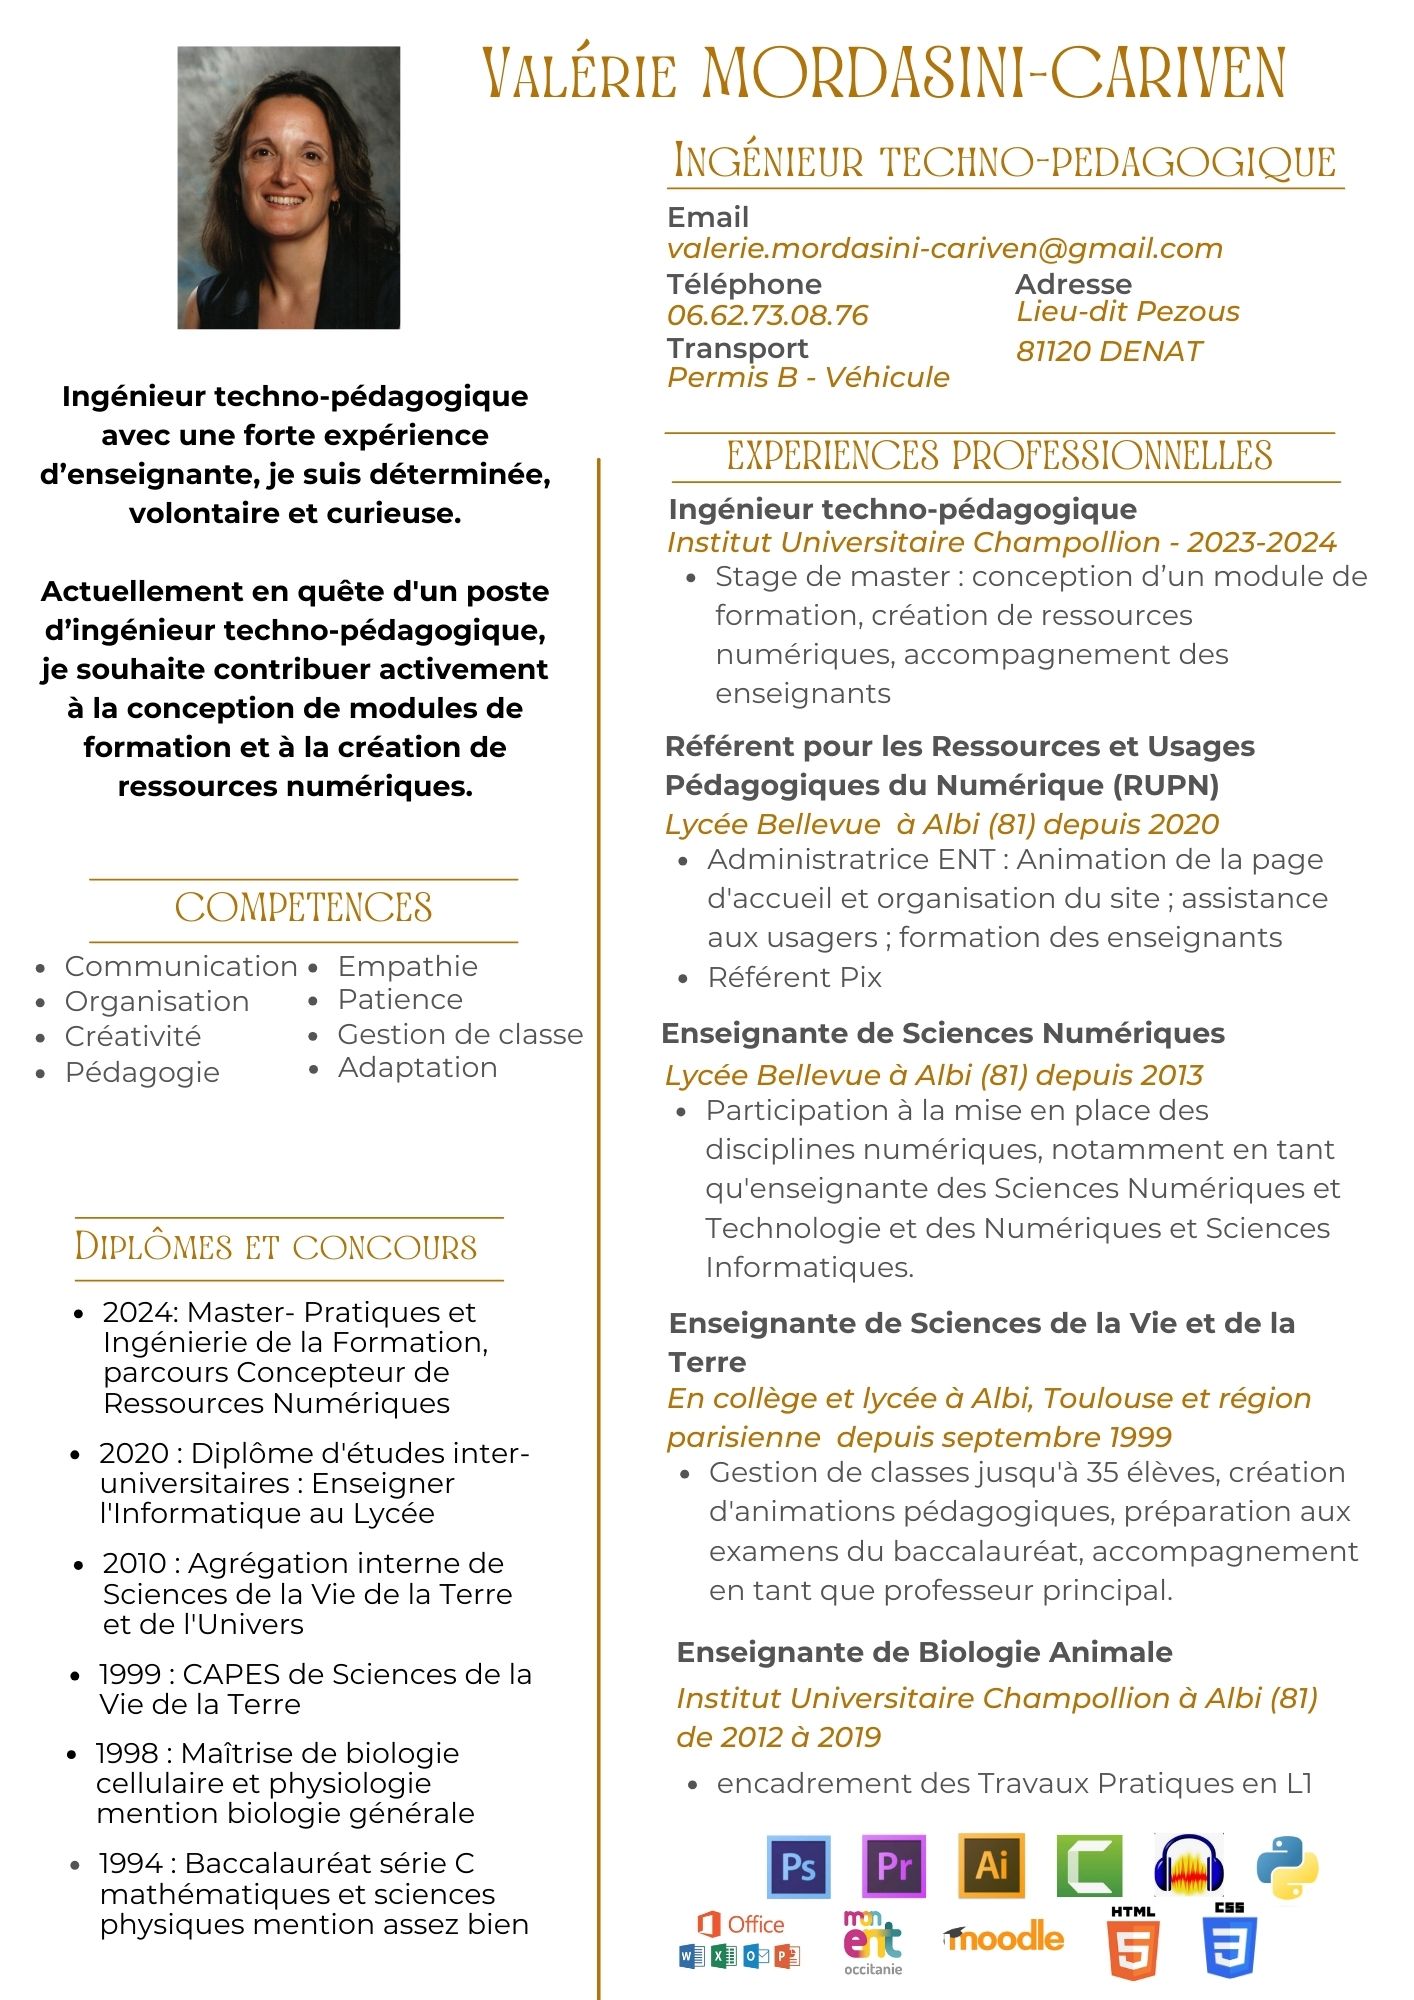 Valérie MORDASINI-CARIVEN
Ingénieur techno-pedagogique
Email
valerie.mordasini-cariven@gmail.com
Téléphone
06.62.73.08.76
Adresse
Lieu-dit Pezous
81120 DENAT
Transport
Permis B - Véhicule
Ingénieur techno-pédagogique
avec une forte expérience
d’enseignante, je suis déterminée,
volontaire et curieuse.
Actuellement en quête d'un poste
d’ingénieur techno-pédagogique,
je souhaite contribuer activement
à la conception de modules de
formation et à la création de
ressources numériques.
COMPETENCES
• Communication
• Organisation
• Créativité
• Pédagogie
• Empathie
• Patience
• Gestion de classe
• Adaptation
Diplômes et concours
• 2024: Master- Pratiques et
Ingénierie de la Formation,
parcours Concepteur de
Ressources Numériques
• 2020 : Diplôme d'études inter-
universitaires : Enseigner
l'Informatique au Lycée
• 2010 : Agrégation interne de
Sciences de la Vie de la Terre
et de l'Univers
• 1999 : CAPES de Sciences de la
Vie de la Terre
• 1998 : Maîtrise de biologie
cellulaire et physiologie
mention biologie générale
• 1994 : Baccalauréat série C
mathématiques et sciences
physiques mention assez bien
EXPERIENCES PROFESSIONNELLES
Ingénieur techno-pédagogique
Institut Universitaire Champollion - 2023-2024
• Stage de master : conception d’un module de
formation, création de ressources
numériques, accompagnement des
enseignants
Référent pour les Ressources et Usages
Pédagogiques du Numérique (RUPN)
Lycée Bellevue à Albi (81) depuis 2020
• Administratrice ENT : Animation de la page
d'accueil et organisation du site ; assistance
aux usagers ; formation des enseignants
• Référent Pix
Enseignante de Sciences Numériques
Lycée Bellevue à Albi (81) depuis 2013
• Participation à la mise en place des
disciplines numériques, notamment en tant
qu'enseignante des Sciences Numériques et
Technologie et des Numériques et Sciences
Informatiques.
Enseignante de Sciences de la Vie et de la
Terre
En collège et lycée à Albi, Toulouse et région
parisienne depuis septembre 1999
• Gestion de classes jusqu'à 35 élèves, création
d'animations pédagogiques, préparation aux
examens du baccalauréat, accompagnement
en tant que professeur principal.
Enseignante de Biologie Animale
Institut Universitaire Champollion à Albi (81)
de 2012 à 2019
• encadrement des Travaux Pratiques en L1
Ps Pr Ai C
Office
W X O P
mon
ent
occitanie
moodle
HTML
5
CSS
3